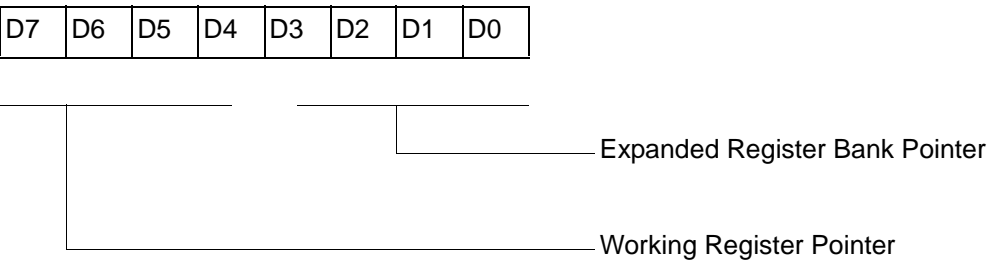 D7 D6 D5 D4 D3 D2 D1 D0
Expanded Register Bank Pointer
Working Register Pointer